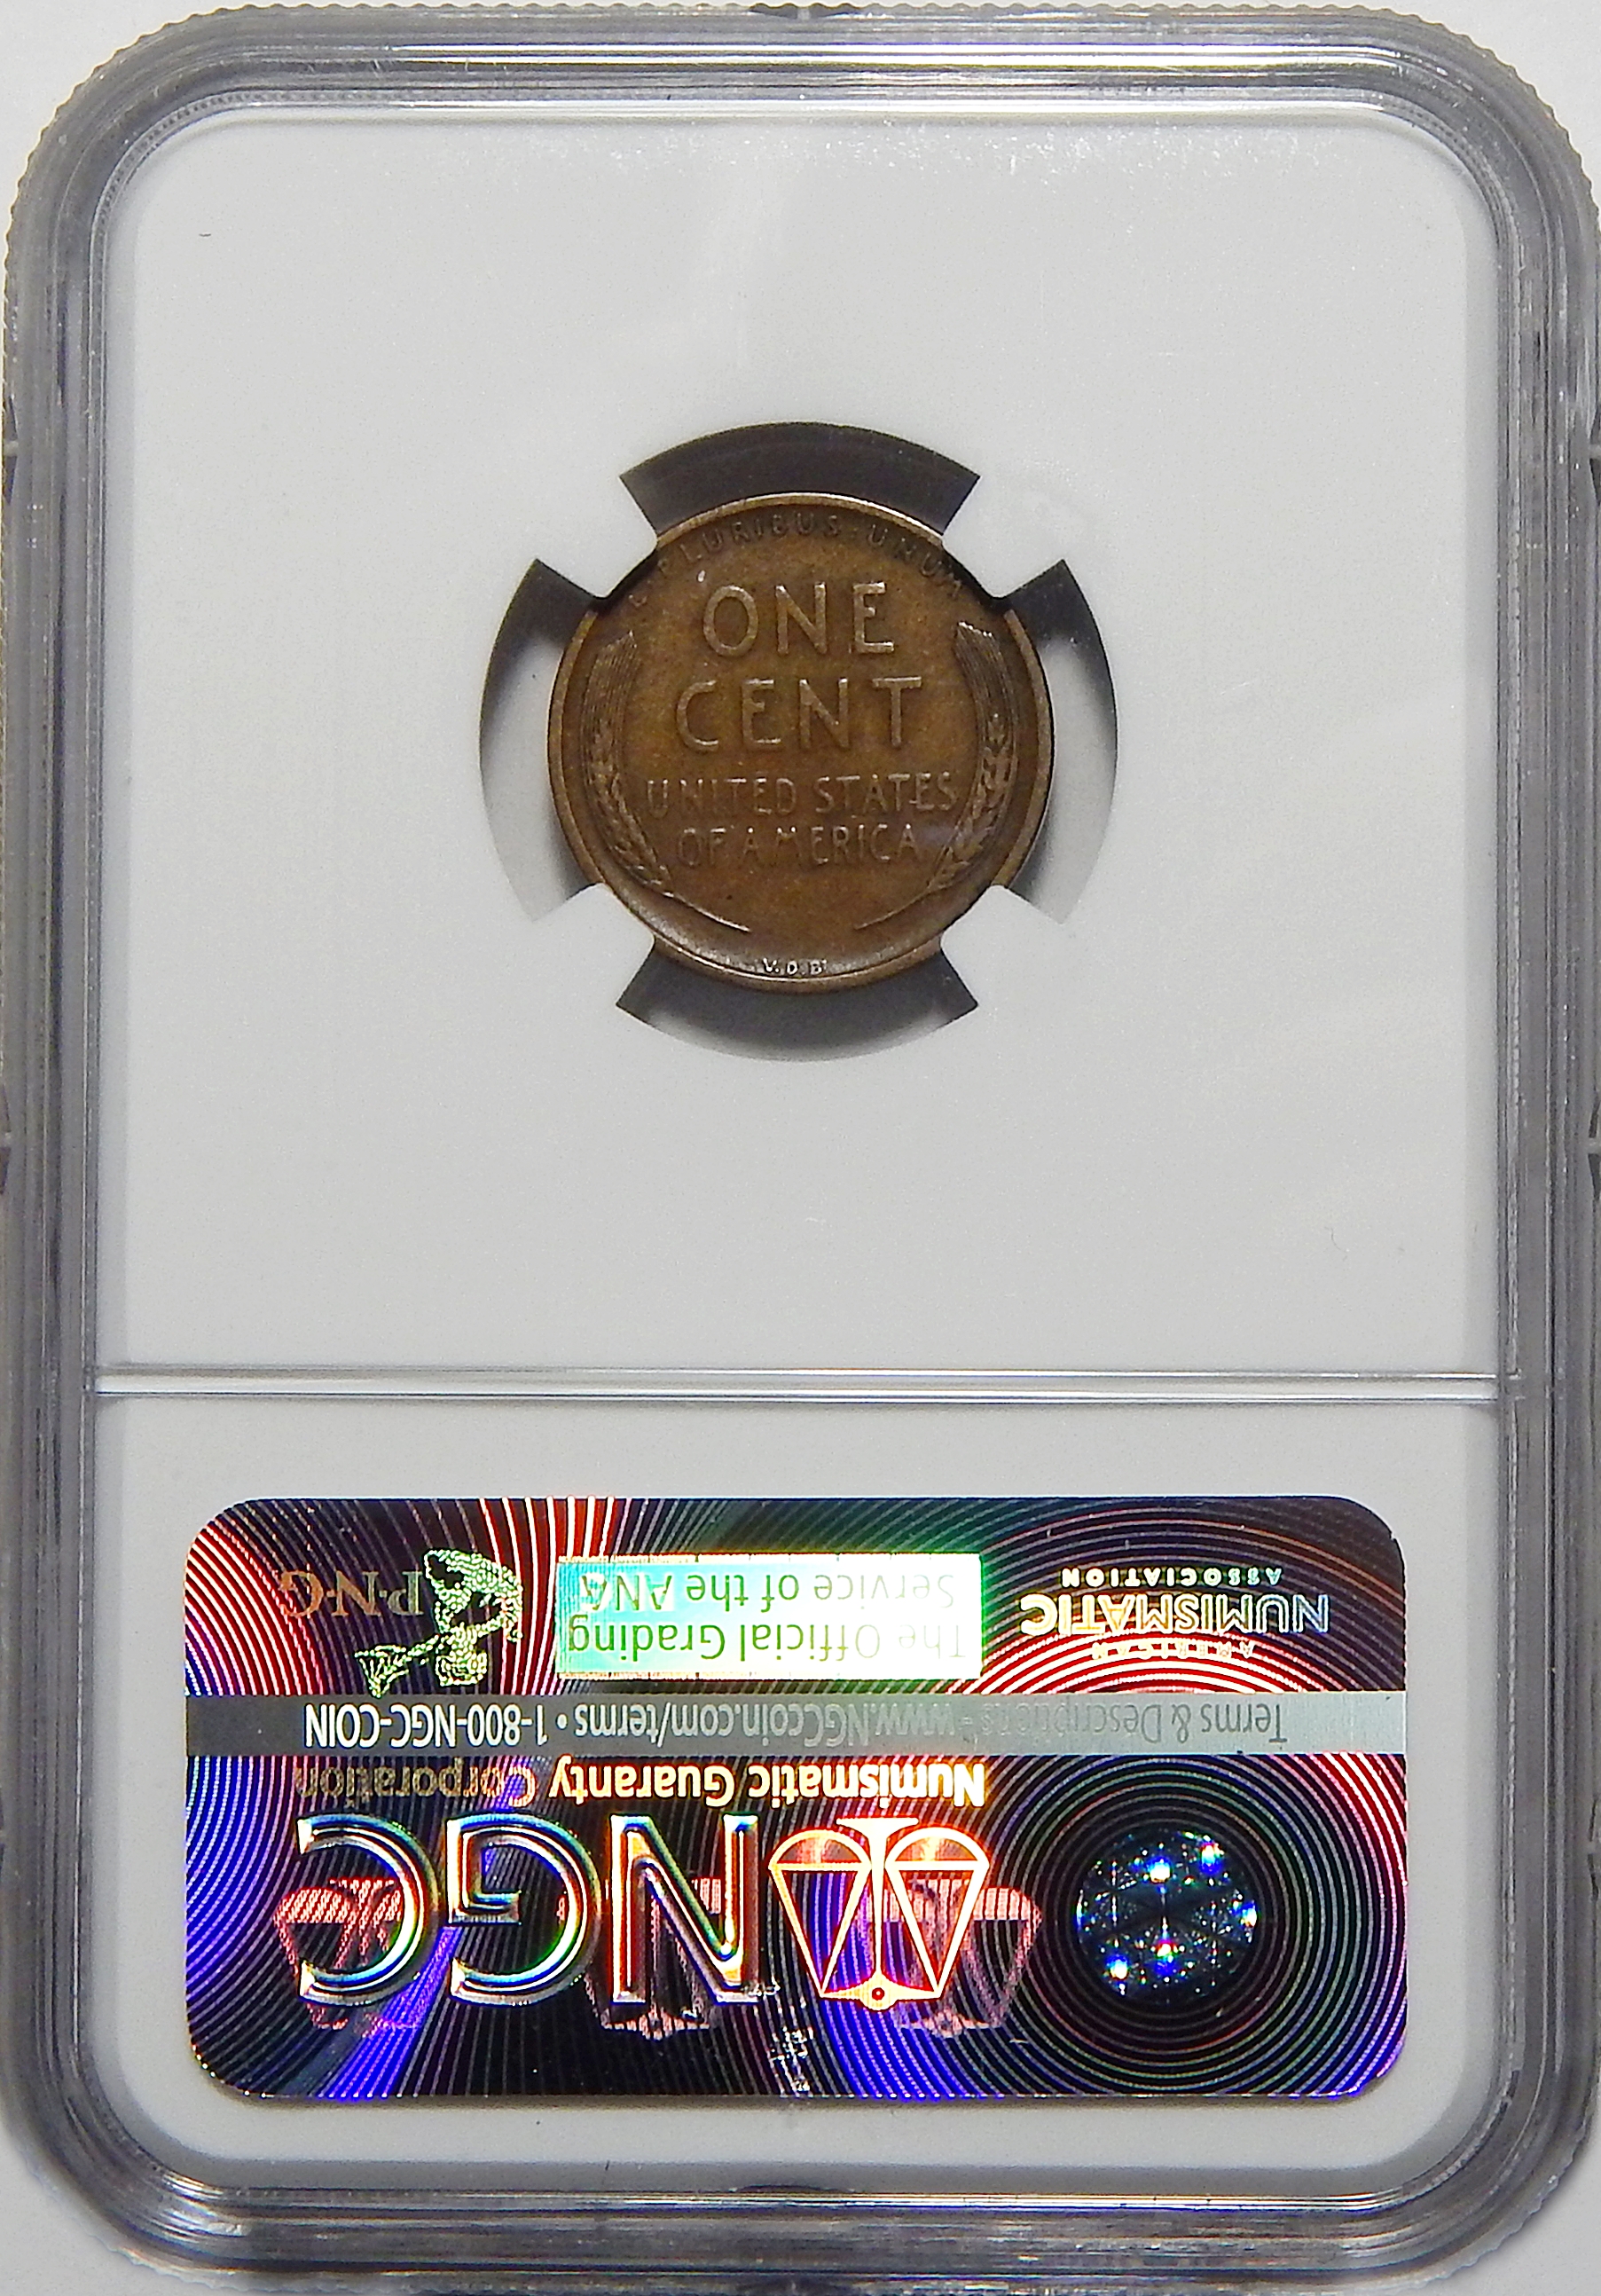 E·PLURIBUS·UNUM
ONE
CENT
UNITED STATES
OF AMERICA
V.D.B.
NGC
Numismatic Guaranty Corporation
Terms & Descriptions - www.NGCcoin.com/terms • 1-800-NGC-COIN
AMERICAN
NUMISMATIC
ASSOCIATION
The Official Grading
Service of the ANA
P·N·G